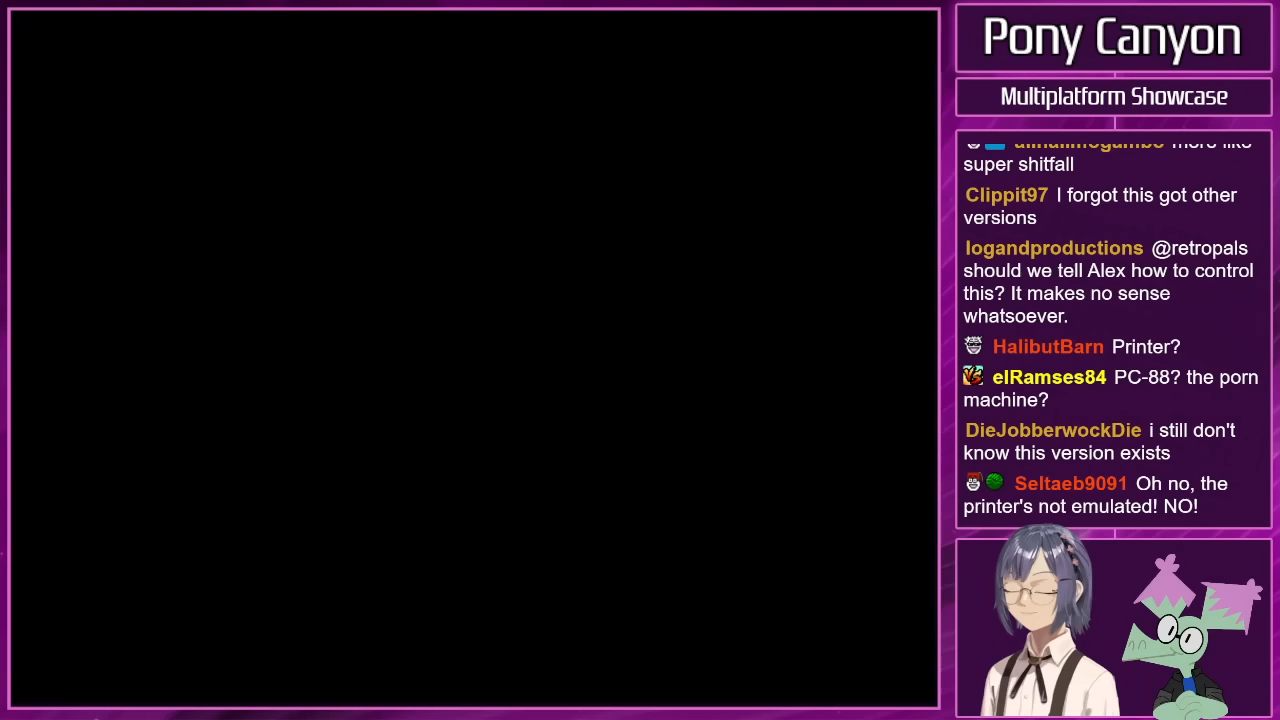 Pony Canyon
Multiplatform Showcase
super shitfall
Clippit97 I forgot this got other
versions
logandproductions @retropals
should we tell Alex how to control
this? It makes no sense
whatsoever.
HalibutBarn Printer?
elRamses84 PC-88? the porn
machine?
DieJobberwockDie i still don't
know this version exists
Seltaeb9091 Oh no, the
printer's not emulated! NO!